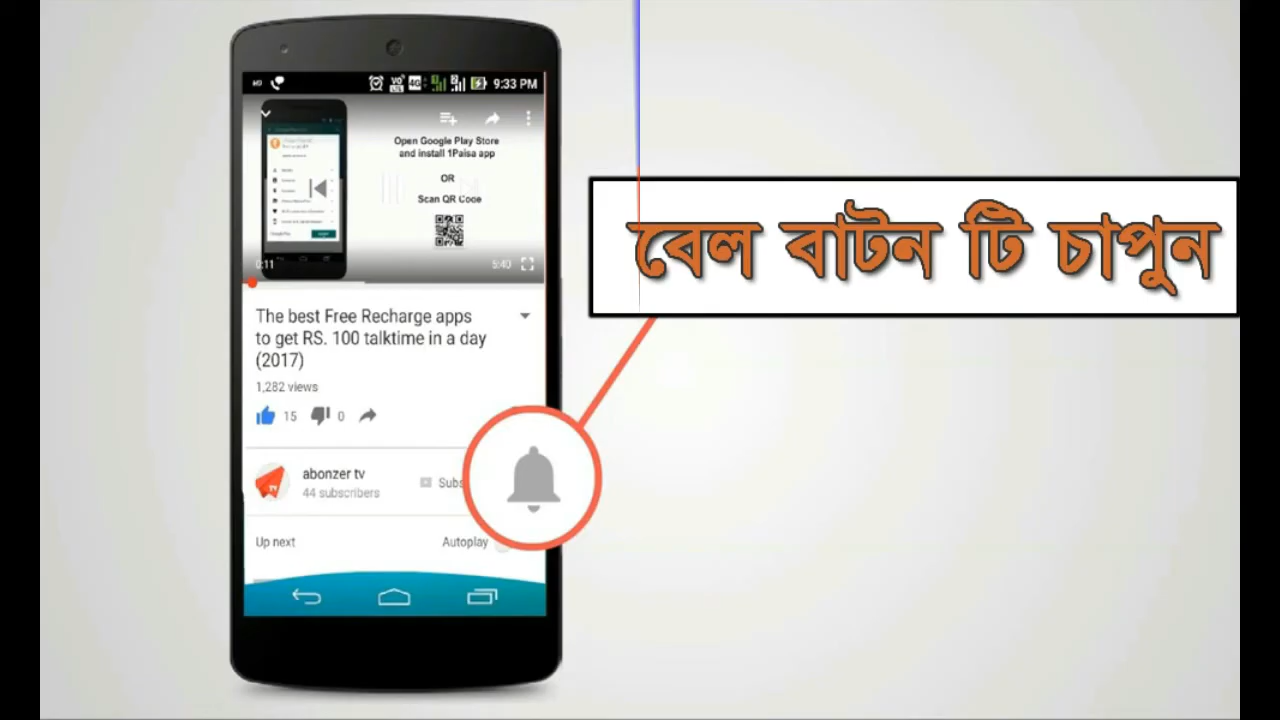 9:33 PM
Open Google Play Store
and install 1Paisa app
OR
Scan QR Code
0:11
5:40
The best Free Recharge apps
to get RS. 100 talktime in a day
(2017)
1,282 views
15
0
abonzer tv
44 subscribers
Subs
Up next
Autoplay
বেল বাটন টি চাপুন